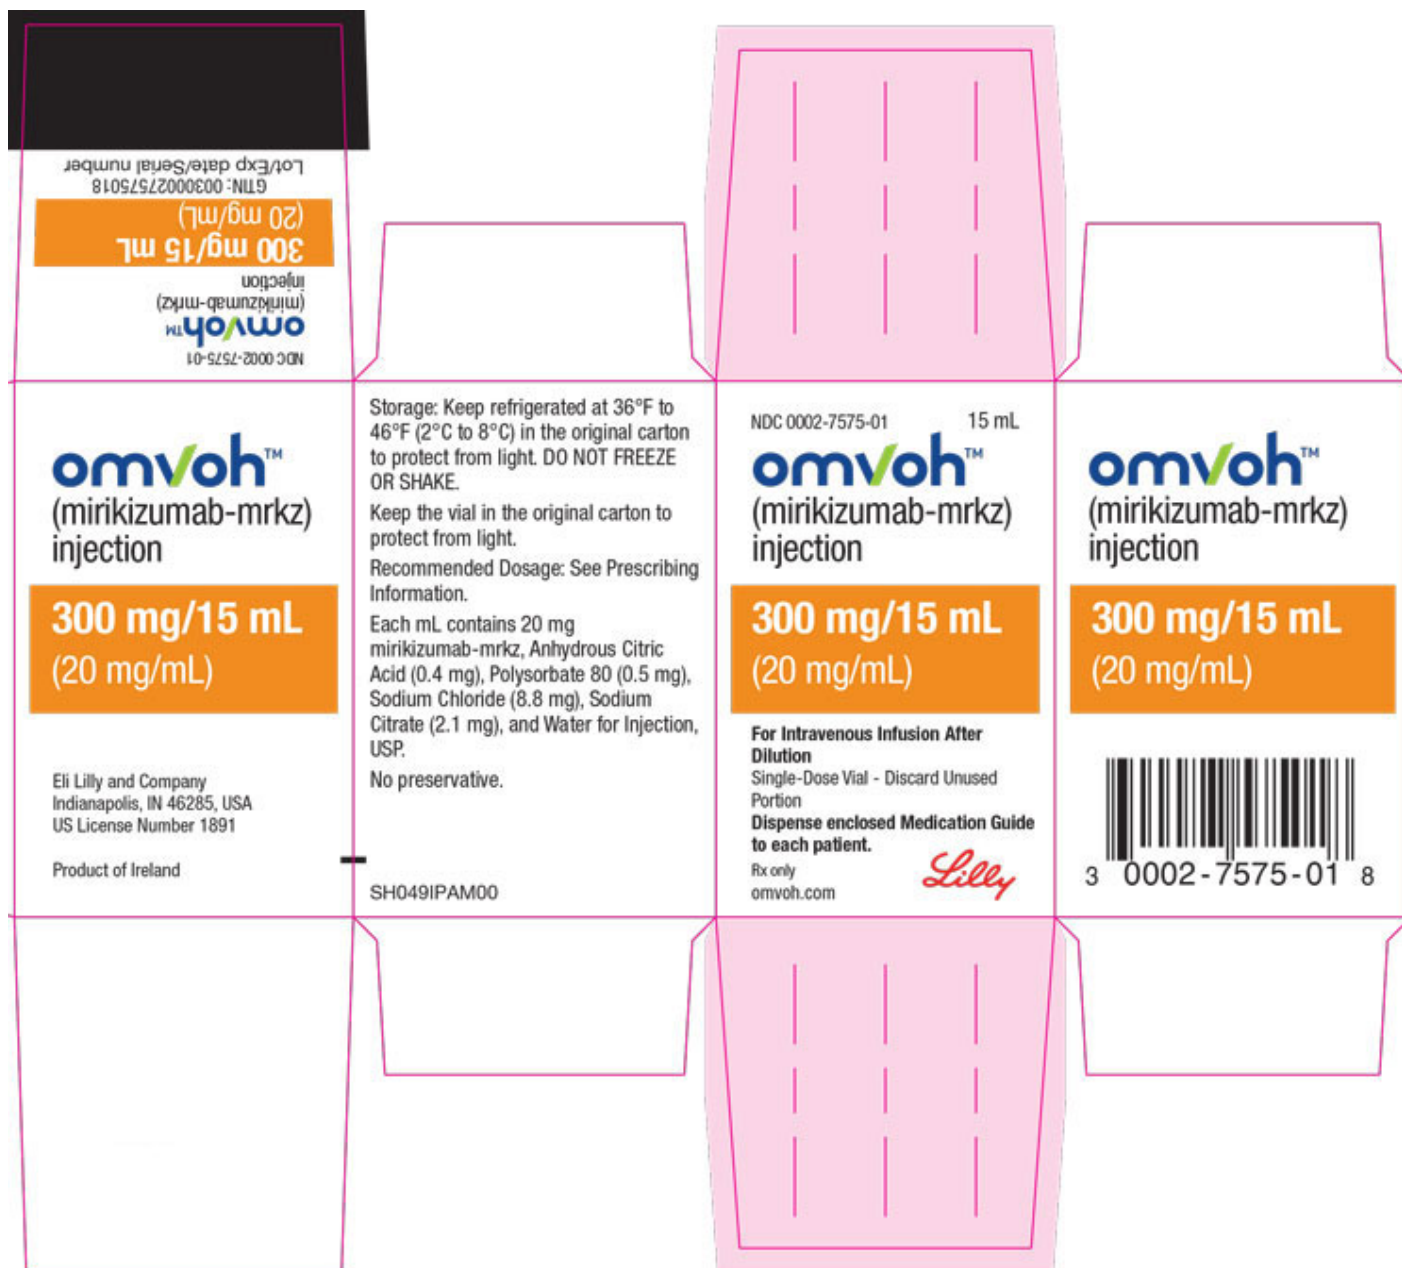 Lot/Exp date/Serial number
GTIN: 00300027575018
(20 mg/mL)
300 mg/15 mL
injection
(mirikizumab-mrkz)
omvoh™
NDC 0002-7575-01
omvoh™
(mirikizumab-mrkz)
injection
300 mg/15 mL
(20 mg/mL)
Eli Lilly and Company
Indianapolis, IN 46285, USA
US License Number 1891
Product of Ireland
Storage: Keep refrigerated at 36°F to
46°F (2°C to 8°C) in the original carton
to protect from light. DO NOT FREEZE
OR SHAKE.
Keep the vial in the original carton to
protect from light.
Recommended Dosage: See Prescribing
Information.
Each mL contains 20 mg
mirikizumab-mrkz, Anhydrous Citric
Acid (0.4 mg), Polysorbate 80 (0.5 mg),
Sodium Chloride (8.8 mg), Sodium
Citrate (2.1 mg), and Water for Injection,
USP.
No preservative.
SH049IPAM00
NDC 0002-7575-01 15 mL
omvoh™
(mirikizumab-mrkz)
injection
300 mg/15 mL
(20 mg/mL)
For Intravenous Infusion After
Dilution
Single-Dose Vial - Discard Unused
Portion
Dispense enclosed Medication Guide
to each patient.
Rx only
omvoh.com
Lilly
omvoh™
(mirikizumab-mrkz)
injection
300 mg/15 mL
(20 mg/mL)
3 0002-7575-01 8